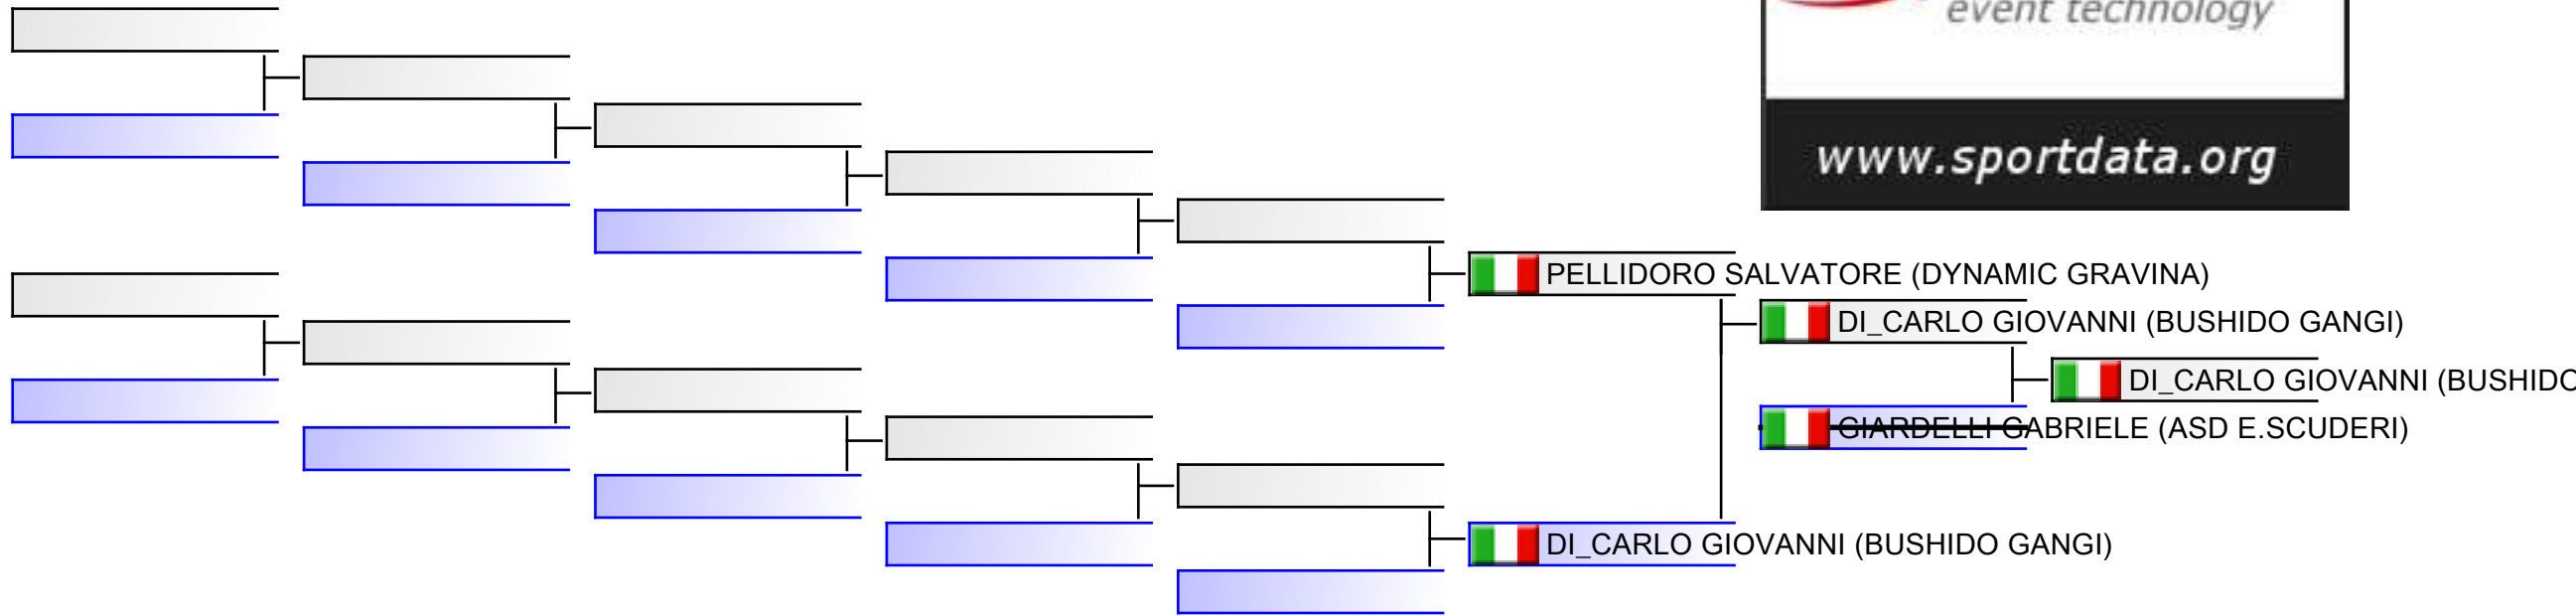 event technology
www.sportdata.org
PELLIDORO SALVATORE (DYNAMIC GRAVINA)
DI_CARLO GIOVANNI (BUSHIDO GANGI)
DI_CARLO GIOVANNI (BUSHIDO
GIARDELLI GABRIELE (ASD E.SCUDERI)
DI_CARLO GIOVANNI (BUSHIDO GANGI)